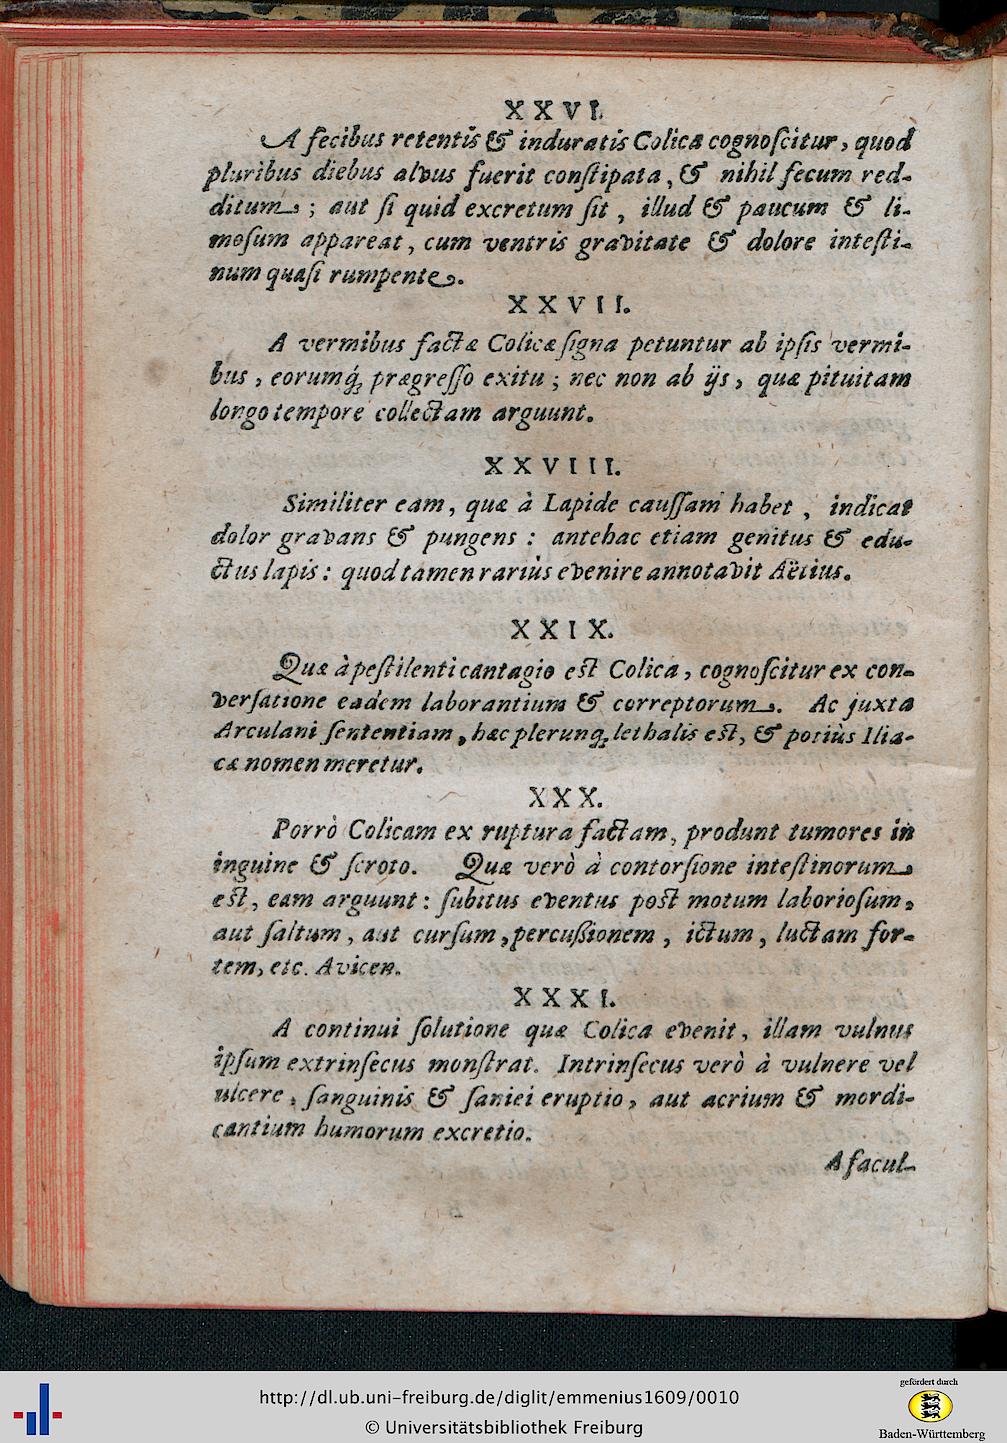 XXVI.
A fecibus retentis & induratis Colica cognoſcitur, quod
pluribus diebus alvus fuerit conſtipata, & nihil fecum red-
ditum; aut ſi quid excretum ſit, illud & paucum & li-
moſum appareat, cum ventris gravitate & dolore inteſti-
num quaſi rumpente.
XXVII.
A vermibus factæ Colicæ ſigna petuntur ab ipſis vermi-
bus, eorumq́; prægreſſo exitu; nec non ab ijs, quæ pituitam
longo tempore collectam arguunt.
XXVIII.
Similiter eam, quæ à Lapide cauſſam habet, indicat
dolor gravans & pungens: antehac etiam genitus & edu-
ctus lapis: quod tamen rariùs evenire annotavit Aëtius.
XXIX.
Quæ à peſtilenti cantagio eſt Colica, cognoſcitur ex con-
verſatione eadem laborantium & correptorum. Ac juxta
Arculani ſententiam, hæc plerunq; lethalis eſt, & potiùs Ilia-
cæ nomen meretur.
XXX.
Porrò Colicam ex ruptura factam, produnt tumores in
inguine & ſcroto. Quæ verò à contorſione inteſtinorum
eſt, eam arguunt: ſubitus eventus poſt motum laborioſum,
aut ſaltum, aut curſum, percuſsionem, ictum, luctam for-
tem, etc. Avicen.
XXXI.
A continui ſolutione quæ Colica evenit, illam vulnus
ipſum extrinſecus monſtrat. Intrinſecus verò à vulnere vel
ulcere, ſanguinis & ſaniei eruptio, aut acrium & mordi-
cantium humorum excretio.
A facul-
http://dl.ub.uni-freiburg.de/diglit/emmenius1609/0010
© Universitätsbibliothek Freiburg
gefördert durch
Baden-Württemberg